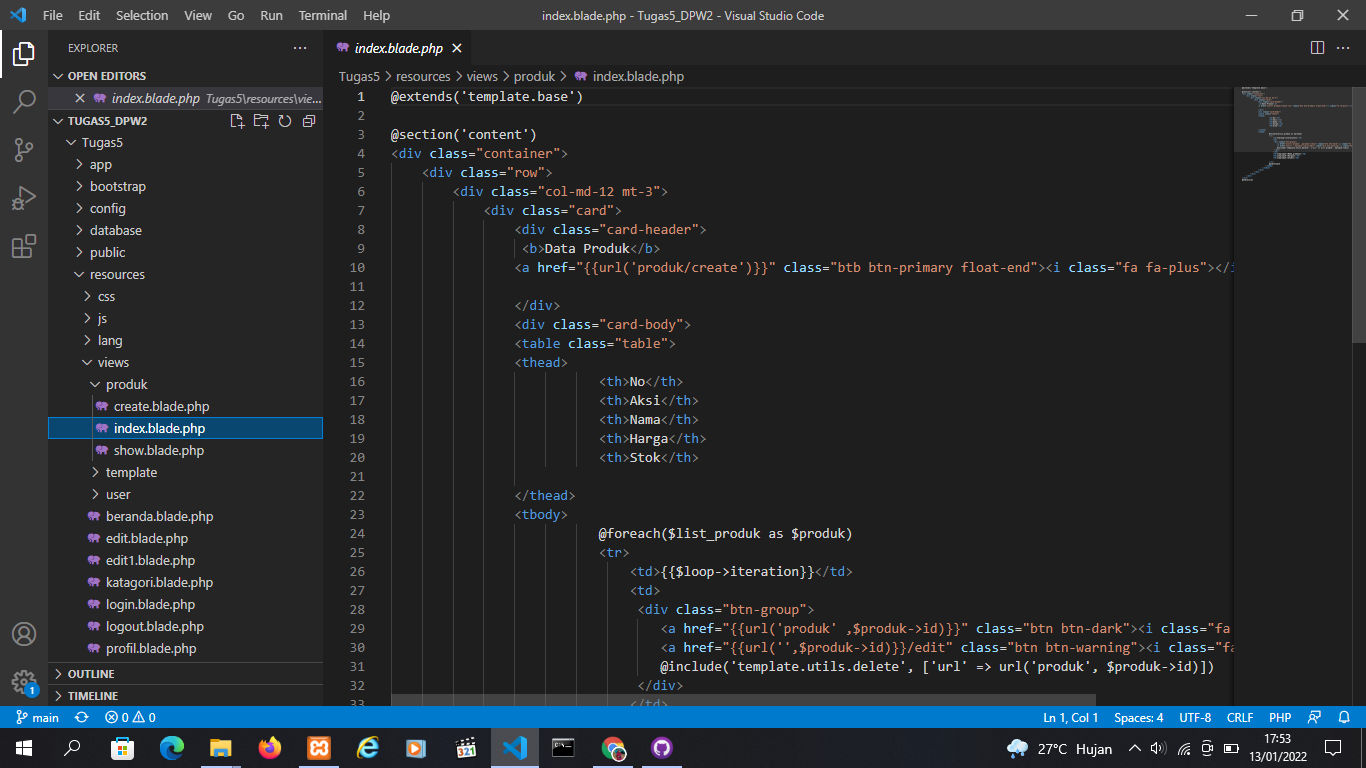 File Edit Selection View Go Run Terminal Help
index.blade.php - Tugas5_DPW2 - Visual Studio Code
EXPLORER
OPEN EDITORS
index.blade.php Tugas5\resources\vie...
TUGAS5_DPW2
Tugas5
app
bootstrap
config
database
public
resources
css
js
lang
views
produk
create.blade.php
index.blade.php
show.blade.php
template
user
beranda.blade.php
edit.blade.php
edit1.blade.php
katagori.blade.php
login.blade.php
logout.blade.php
profil.blade.php
OUTLINE
TIMELINE
index.blade.php
Tugas5 > resources > views > produk > index.blade.php
1 @extends('template.base')
2
3 @section('content')
4 <div class="container">
5 <div class="row">
6 <div class="col-md-12 mt-3">
7 <div class="card">
8 <div class="card-header">
9 <b>Data Produk</b>
10 <a href="{{url('produk/create')}}" class="btb btn-primary float-end"><i class="fa fa-plus"></i
11
12 </div>
13 <div class="card-body">
14 <table class="table">
15 <thead>
16 <th>No</th>
17 <th>Aksi</th>
18 <th>Nama</th>
19 <th>Harga</th>
20 <th>Stok</th>
21
22 </thead>
23 <tbody>
24 @foreach($list_produk as $produk)
25 <tr>
26 <td>{{$loop->iteration}}</td>
27 <td>
28 <div class="btn-group">
29 <a href="{{url('produk' ,$produk->id)}}" class="btn btn-dark"><i class="fa
30 <a href="{{url('',$produk->id)}}/edit" class="btn btn-warning"><i class="fa
31 @include('template.utils.delete', ['url' => url('produk', $produk->id)])
32 </div>
33 </td>
main
0 0
Ln 1, Col 1 Spaces: 4 UTF-8 CRLF PHP
1
321
27°C Hujan
17:53
13/01/2022